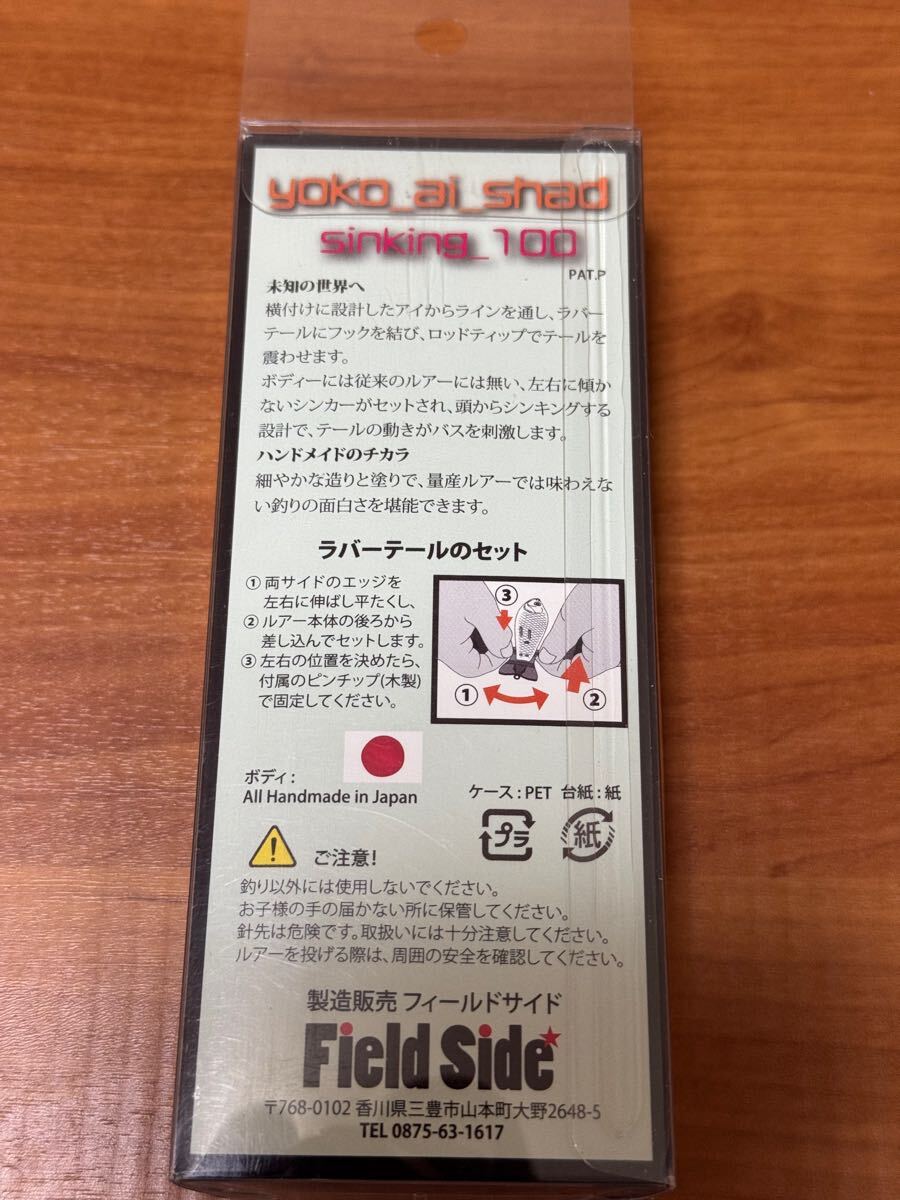 yoko_ai_shad
sinking_100
PAT.P
未知の世界へ
横付けに設計したアイからラインを通し、ラバー
テールにフックを結び、ロッドティップでテールを
震わせます。
ボディーには従来のルアーには無い、左右に傾か
ないシンカーがセットされ、頭からシンキングする
設計で、テールの動きがバスを刺激します。
ハンドメイドのチカラ
細やかな造りと塗りで、量産ルアーでは味わえな
い釣りの面白さを堪能できます。
ラバーテールのセット
① 両サイドのエッジを
左右に伸ばし平たくし、
② ルアー本体の後ろから
差し込んでセットします。
③ 左右の位置を決めたら、
付属のピンチップ(木製)
で固定してください。
③
①
②
ボディ:
All Handmade in Japan
ケース:PET 台紙:紙
プラ
紙
ご注意!
釣り以外には使用しないでください。
お子様の手の届かない所に保管してください。
針先は危険です。取扱いには十分注意してください。
ルアーを投げる際は、周囲の安全を確認してください。
製造販売 フィールドサイド
Field Side
〒768-0102 香川県三豊市山本町大野2648-5
TEL 0875-63-1617